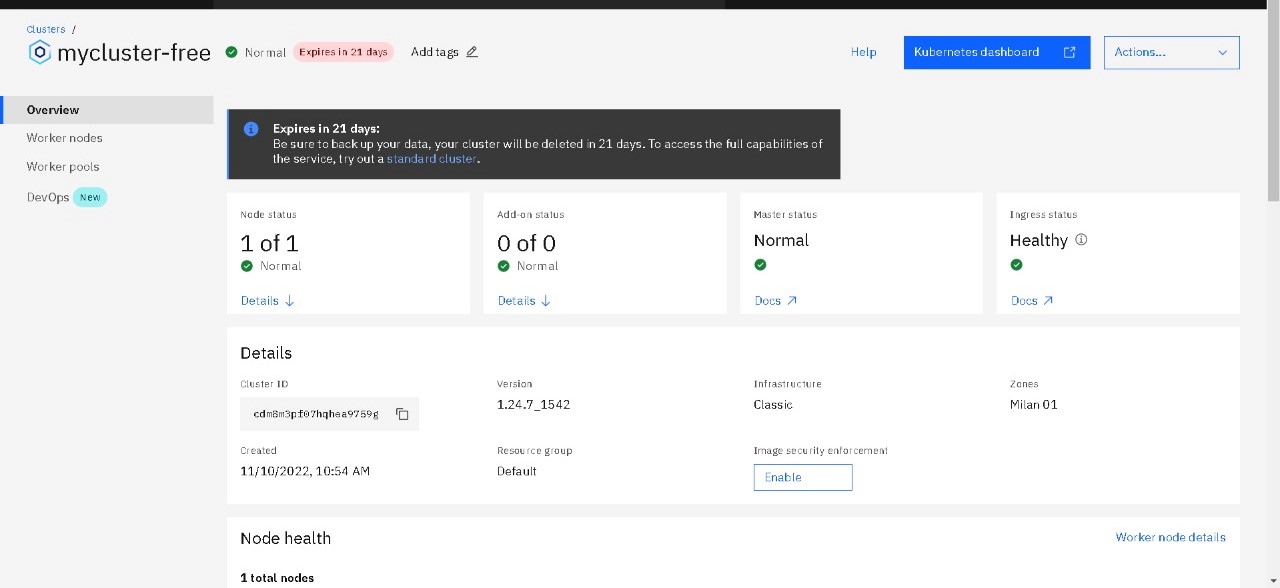 Clusters /
mycluster-free
Normal
Expires in 21 days
Add tags
Help
Kubernetes dashboard
Actions...
Overview
Worker nodes
Worker pools
DevOps New
Expires in 21 days:
Be sure to back up your data, your cluster will be deleted in 21 days. To access the full capabilities of
the service, try out a standard cluster.
Node status
1 of 1
Normal
Details
Add-on status
0 of 0
Normal
Details
Master status
Normal
Docs
Ingress status
Healthy
Docs
Details
Cluster ID
Version
Infrastructure
Zones
1.24.7_1542
Classic
Milan 01
Created
Resource group
Image security enforcement
11/10/2022, 10:54 AM
Default
Enable
Node health
Worker node details
1 total nodes